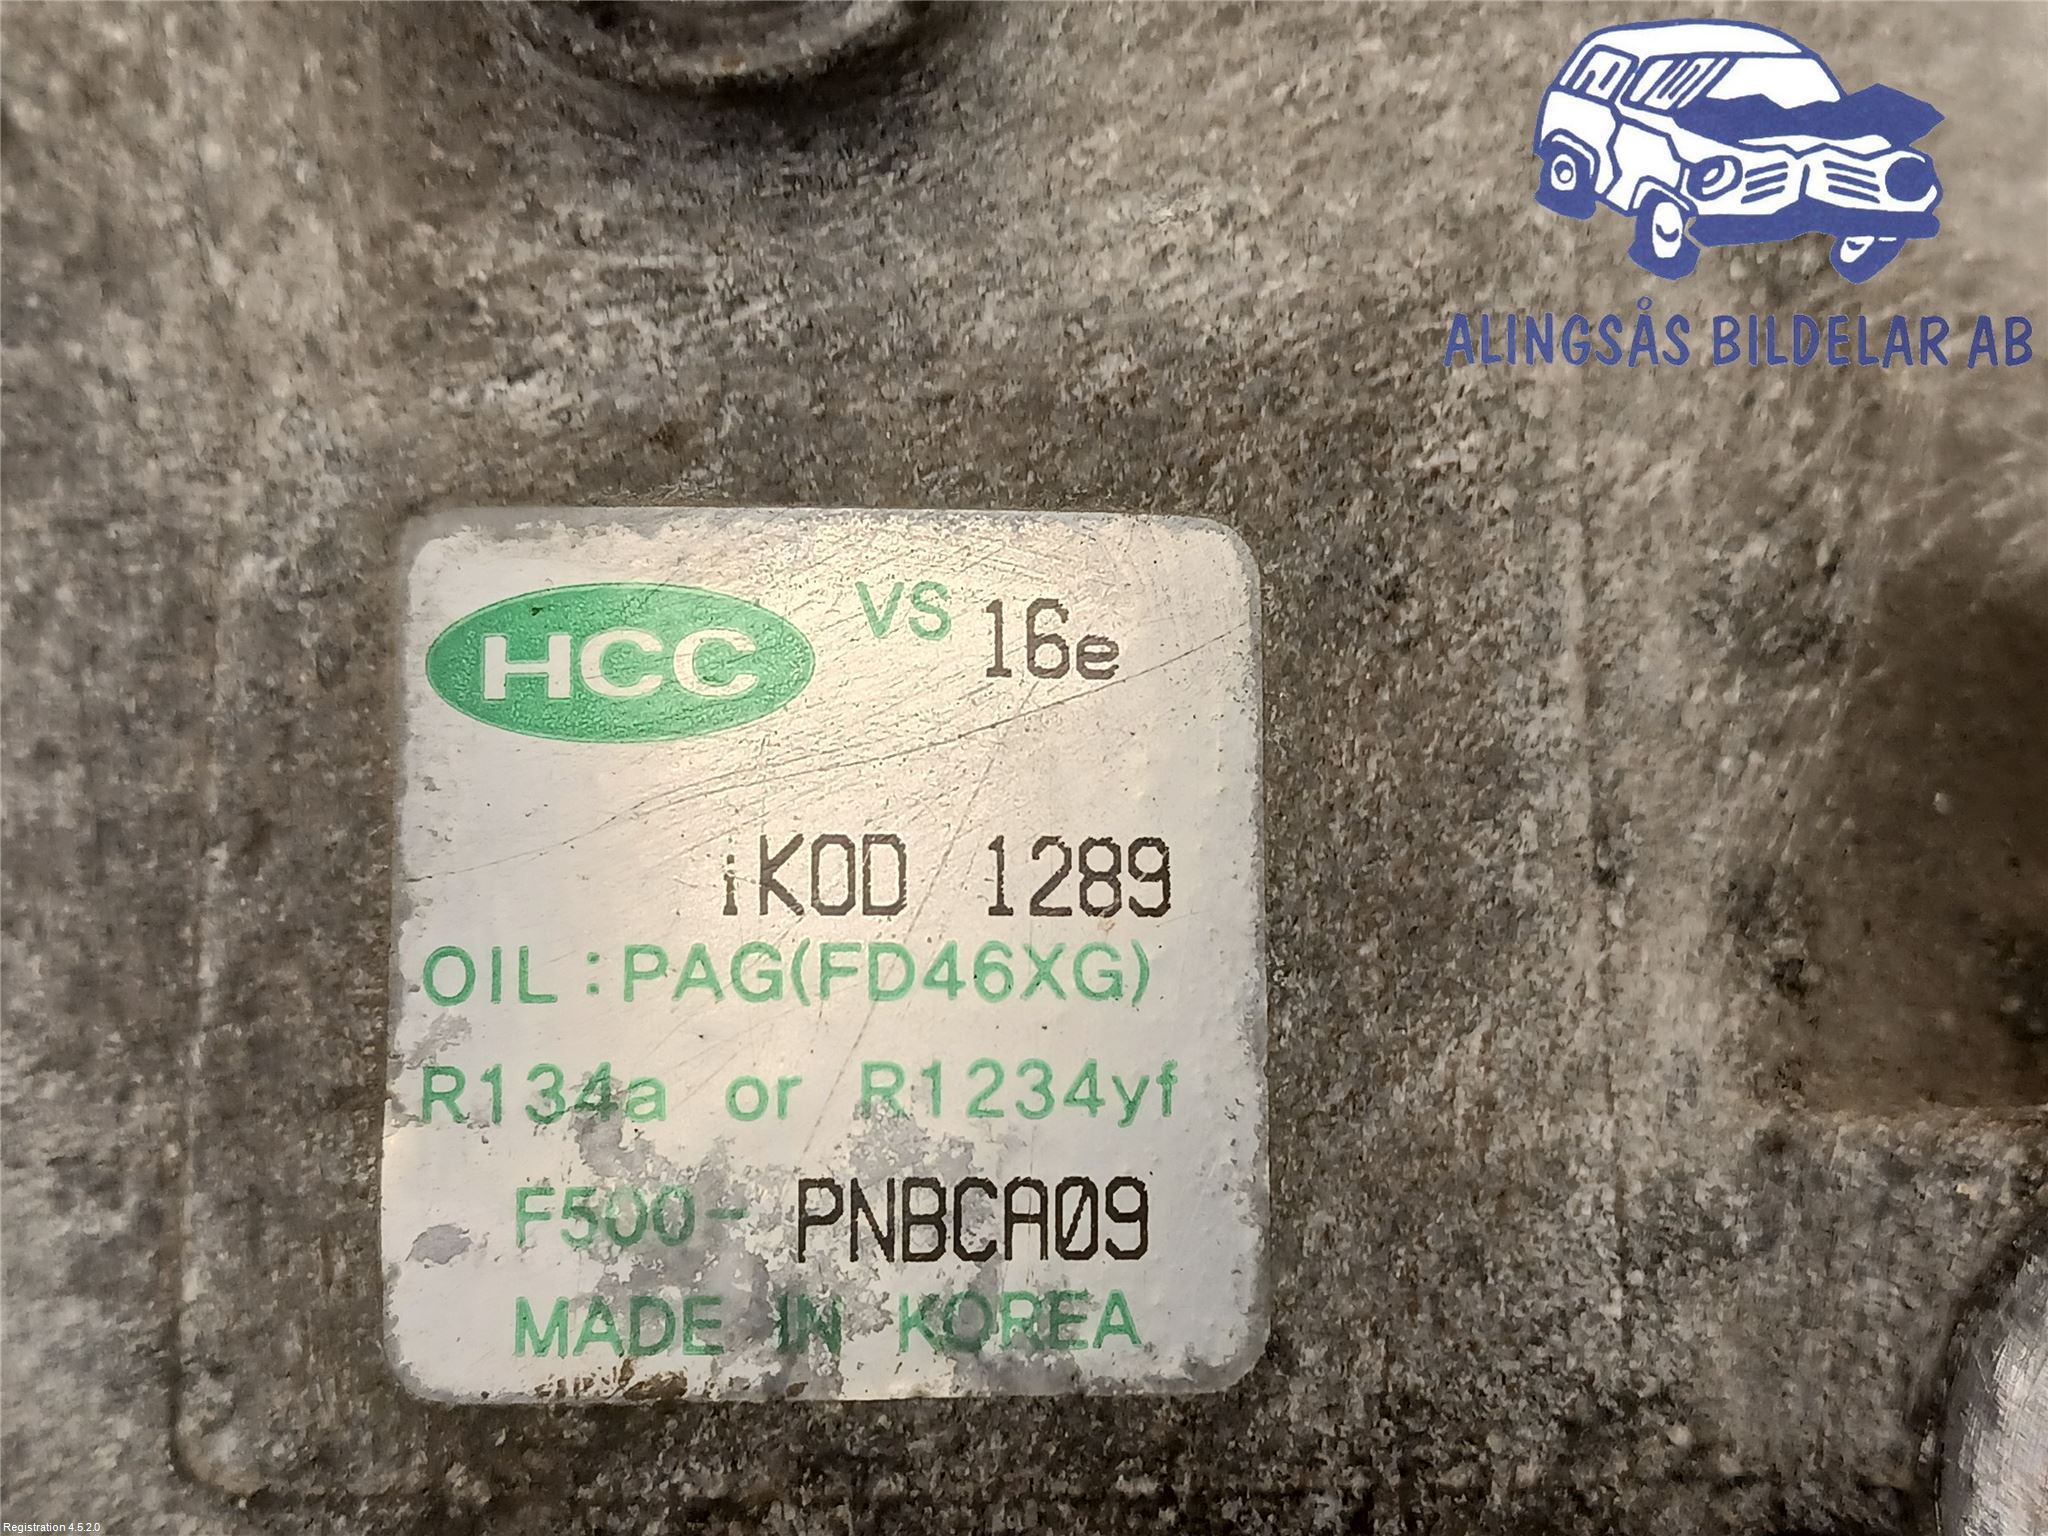 ALINGSÅS BILDELAR AB
HCC VS 16e
iK0D 1289
OIL : PAG(FD46XG)
R134a or R1234yf
F500- PNBCA09
MADE IN KOREA
Registration 4.5.2.0